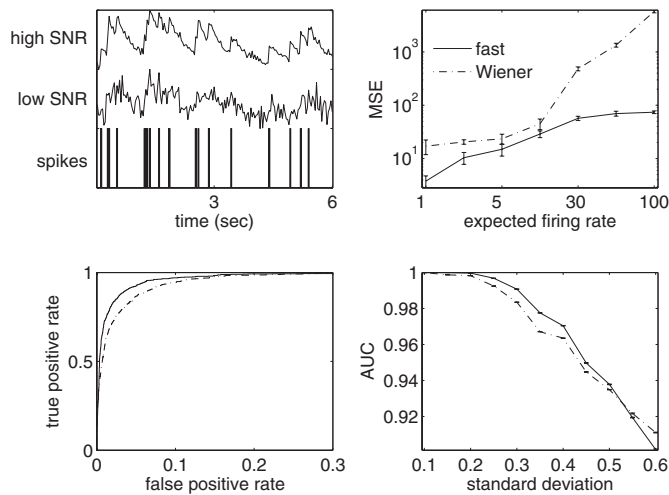 high SNR
low SNR
spikes
3
6
time (sec)
MSE
10³
10²
10¹
fast
Wiener
1
5
30
100
expected firing rate
true positive rate
1
0.5
0
0
0.1
0.2
0.3
false positive rate
AUC
1
0.98
0.96
0.94
0.92
0.1
0.2
0.3
0.4
0.5
0.6
standard deviation